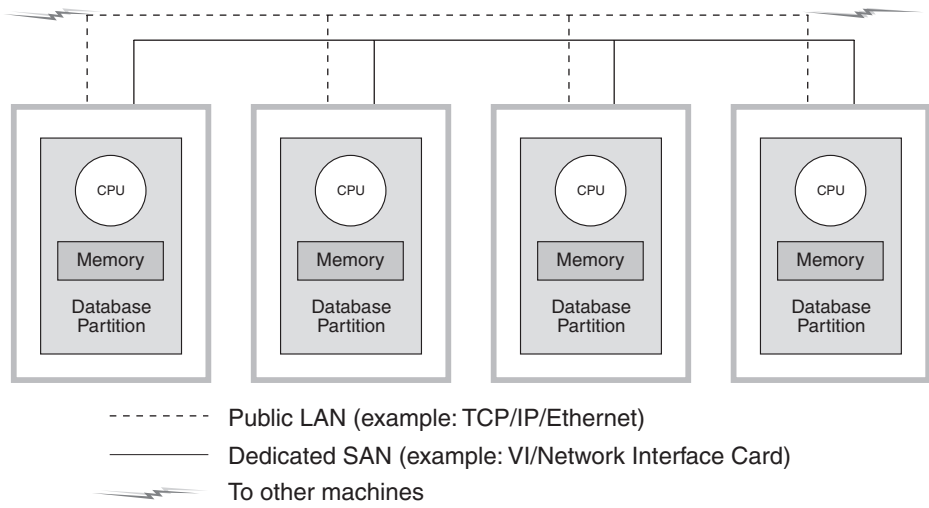 CPU
Memory
Database
Partition
CPU
Memory
Database
Partition
CPU
Memory
Database
Partition
CPU
Memory
Database
Partition
Public LAN (example: TCP/IP/Ethernet)
Dedicated SAN (example: VI/Network Interface Card)
To other machines